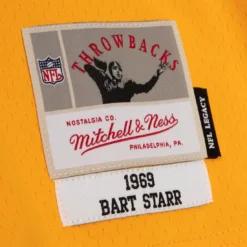 THROWBACKS
NFL
NOSTALGIA CO.
Mitchell & Ness
PHILADELPHIA, PA.
NFL LEGACY
1969
BART STARR